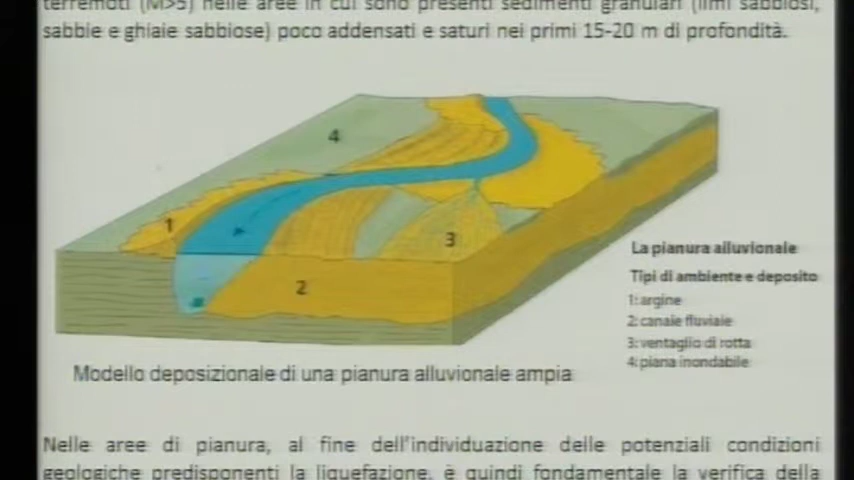 terremoti (M>5) nelle aree in cui sono presenti sedimenti granulari (limi sabbiosi,
sabbie e ghiaie sabbiose) poco addensati e saturi nei primi 15-20 m di profondità.
4
1
3
2
La pianura alluvionale
Tipi di ambiente e deposito
1: argine
2: canale fluviale
3: ventaglio di rotta
4: piana inondabile
Modello deposizionale di una pianura alluvionale ampia
Nelle aree di pianura, al fine dell'individuazione delle potenziali condizioni
geologiche predisponenti la liquefazione, è quindi fondamentale la verifica della